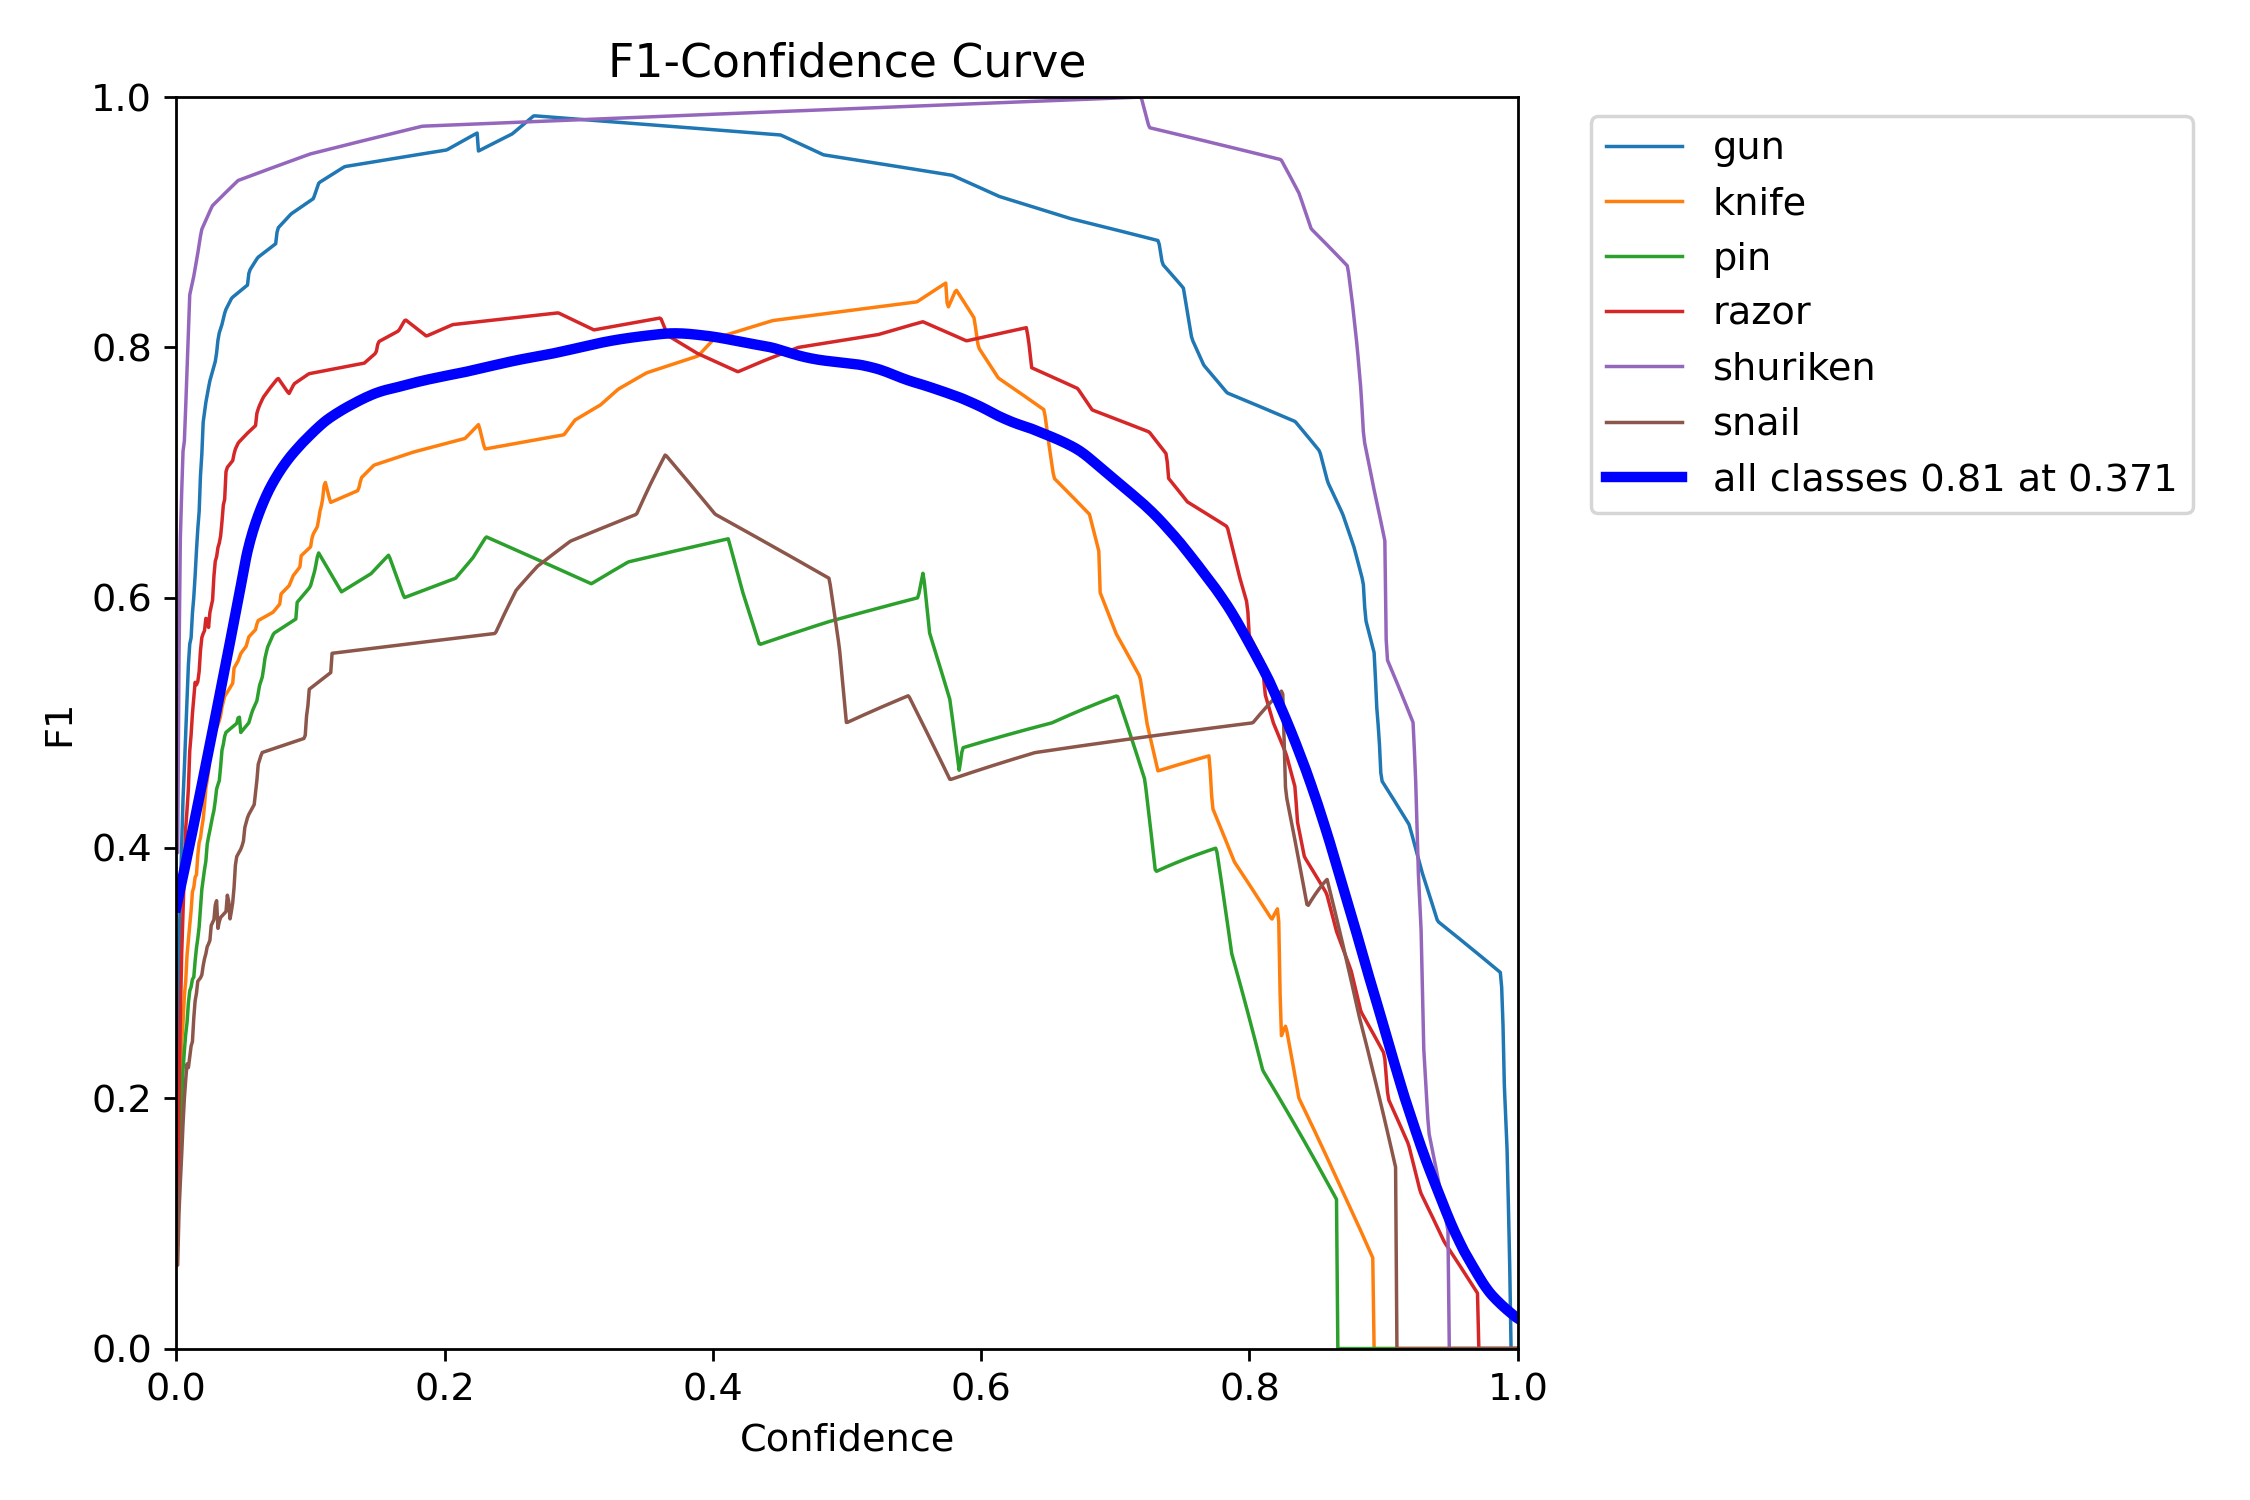 F1-Confidence Curve
1.0
0.8
0.6
0.4
0.2
0.0
F1
0.0 0.2 0.4 0.6 0.8 1.0
Confidence
gun
knife
pin
razor
shuriken
snail
all classes 0.81 at 0.371